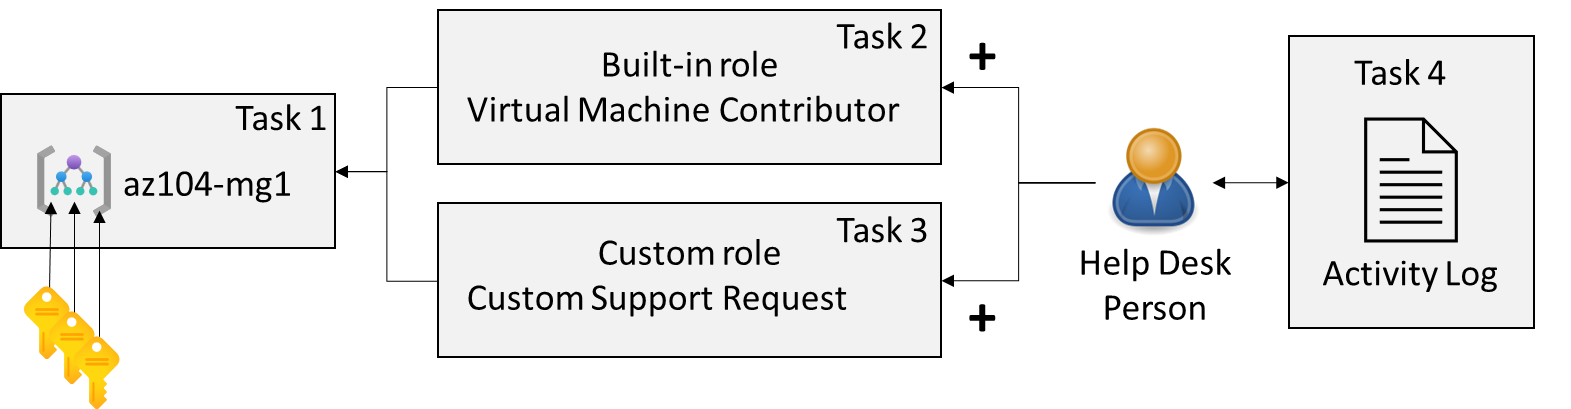 Task 1
az104-mg1
Task 2
Built-in role
Virtual Machine Contributor
Task 3
Custom role
Custom Support Request
+
+
Help Desk
Person
Task 4
Activity Log